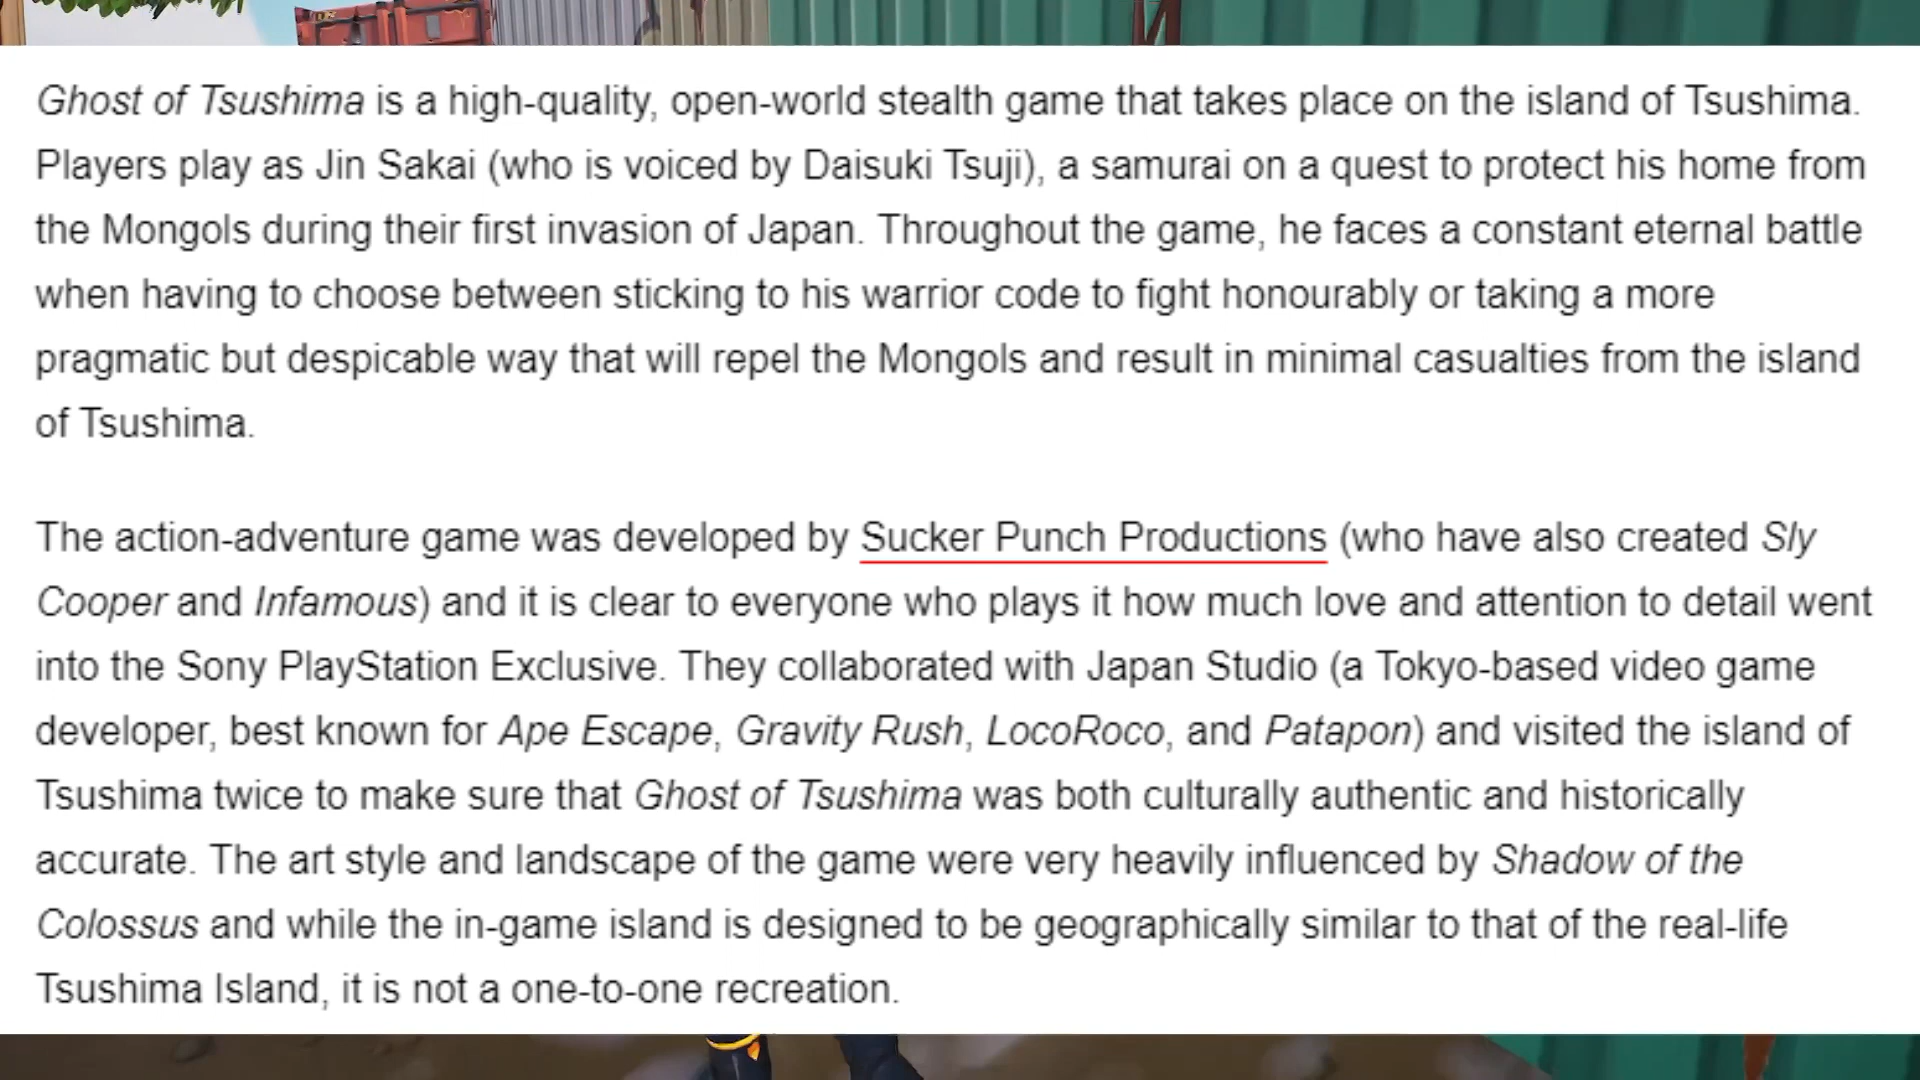 Ghost of Tsushima is a high-quality, open-world stealth game that takes place on the island of Tsushima.
Players play as Jin Sakai (who is voiced by Daisuki Tsuji), a samurai on a quest to protect his home from
the Mongols during their first invasion of Japan. Throughout the game, he faces a constant eternal battle
when having to choose between sticking to his warrior code to fight honourably or taking a more
pragmatic but despicable way that will repel the Mongols and result in minimal casualties from the island
of Tsushima.
The action-adventure game was developed by Sucker Punch Productions (who have also created Sly
Cooper and Infamous) and it is clear to everyone who plays it how much love and attention to detail went
into the Sony PlayStation Exclusive. They collaborated with Japan Studio (a Tokyo-based video game
developer, best known for Ape Escape, Gravity Rush, LocoRoco, and Patapon) and visited the island of
Tsushima twice to make sure that Ghost of Tsushima was both culturally authentic and historically
accurate. The art style and landscape of the game were very heavily influenced by Shadow of the
Colossus and while the in-game island is designed to be geographically similar to that of the real-life
Tsushima Island, it is not a one-to-one recreation.